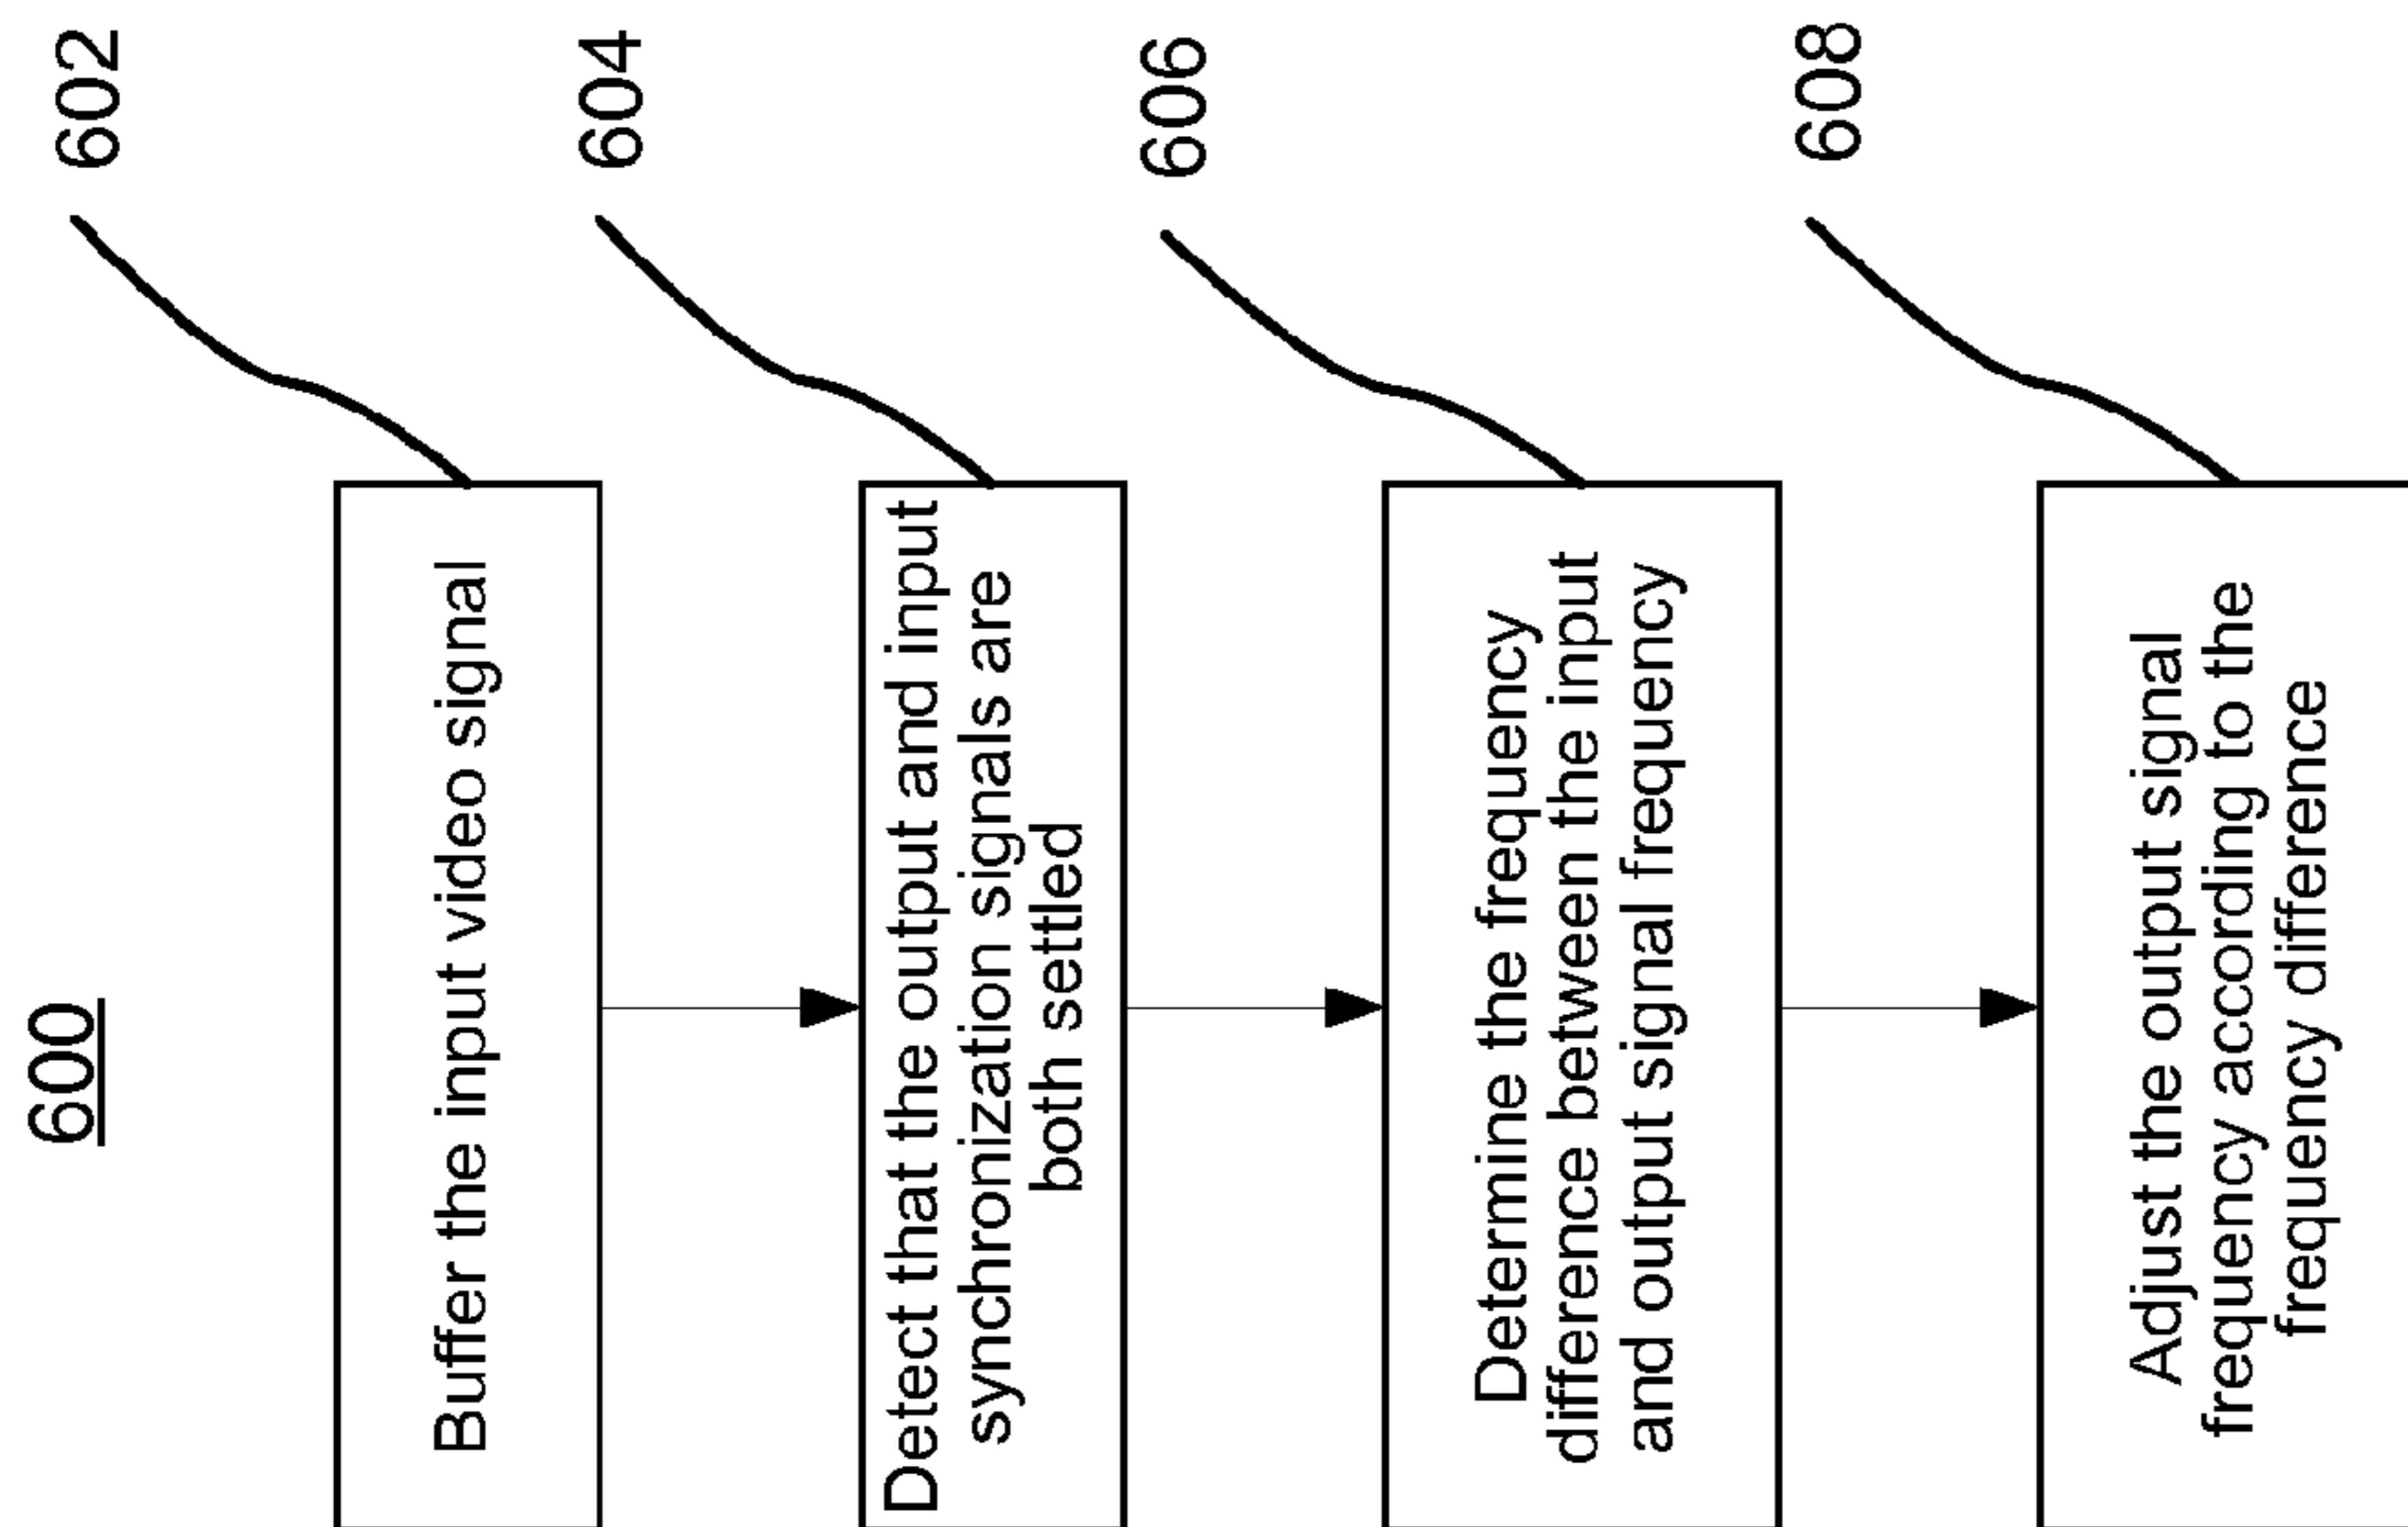 600
602
Buffer the input video signal
604
Detect that the output and input
synchronization signals are
both settled
606
Determine the frequency
difference between the input
and output signal frequency
608
Adjust the output signal
frequency according to the
frequency difference